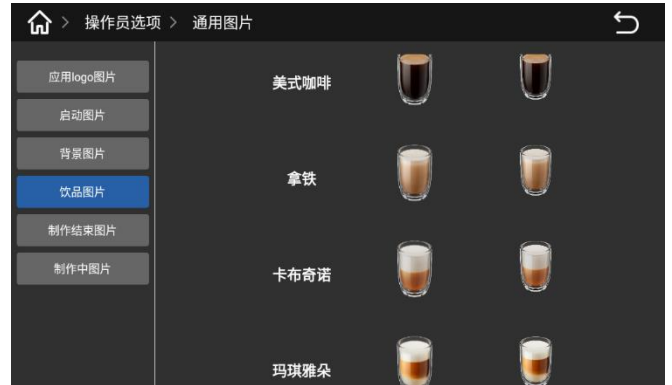 > 操作员选项 > 通用图片
应用logo图片
启动图片
背景图片
饮品图片
制作结束图片
制作中图片
美式咖啡
拿铁
卡布奇诺
玛琪雅朵